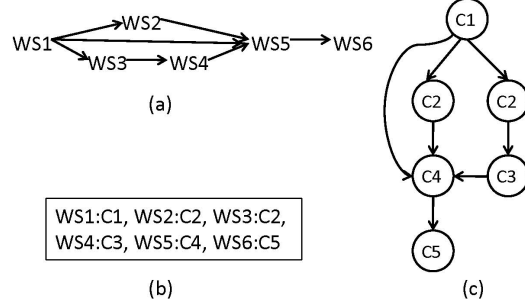 WS1
WS2
WS3
WS4
WS5
WS6
(a)
WS1:C1, WS2:C2, WS3:C2,
WS4:C3, WS5:C4, WS6:C5
(b)
C1
C2
C2
C4
C3
C5
(c)